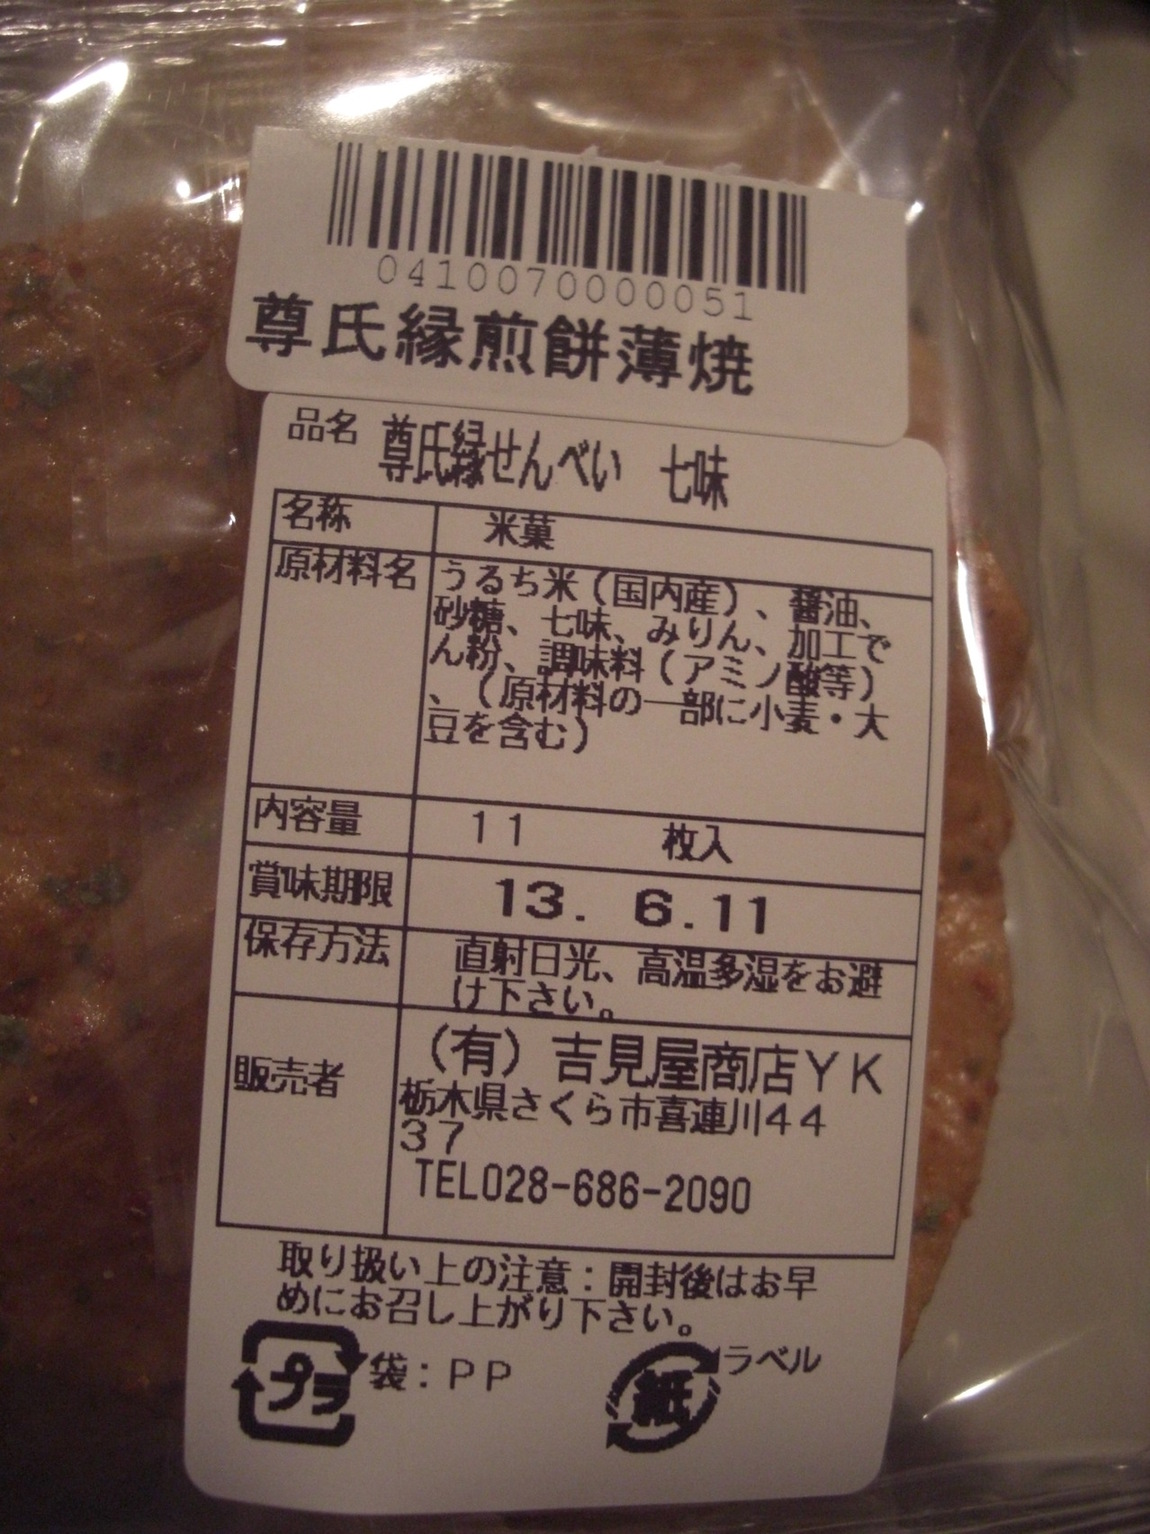 0410070000051
尊氏縁煎餅薄焼
品名 尊氏縁せんべい 七味
名称 米菓
原材料名 うるち米(国内産)、醤油、
砂糖、七味、みりん、加工で
ん粉、調味料(アミノ酸等)
、(原材料の一部に小麦・大
豆を含む)
内容量 11 枚入
賞味期限 13. 6.11
保存方法 直射日光、高温多湿をお避
け下さい。
販売者 (有)吉見屋商店YK
栃木県さくら市喜連川44
37
TEL028-686-2090
取り扱い上の注意:開封後はお早
めにお召し上がり下さい。
プラ 袋:PP 紙 ラベル